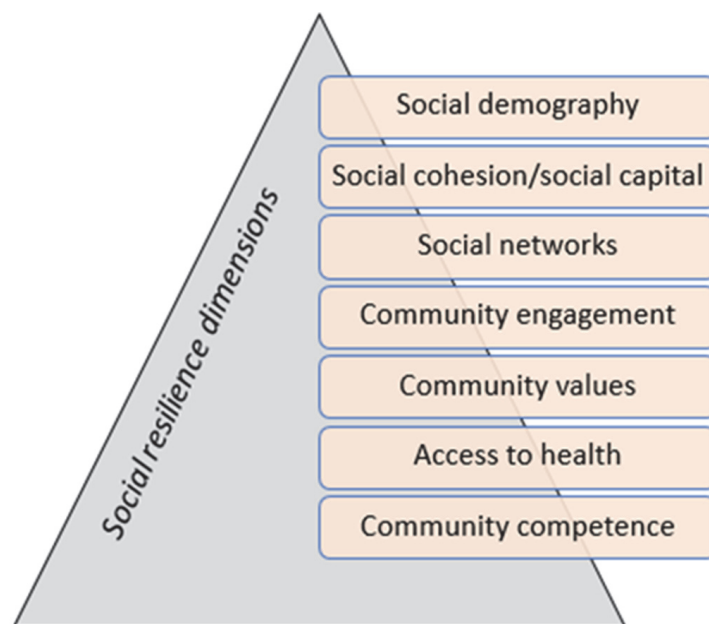 Social resilience dimensions
Social demography
Social cohesion/social capital
Social networks
Community engagement
Community values
Access to health
Community competence